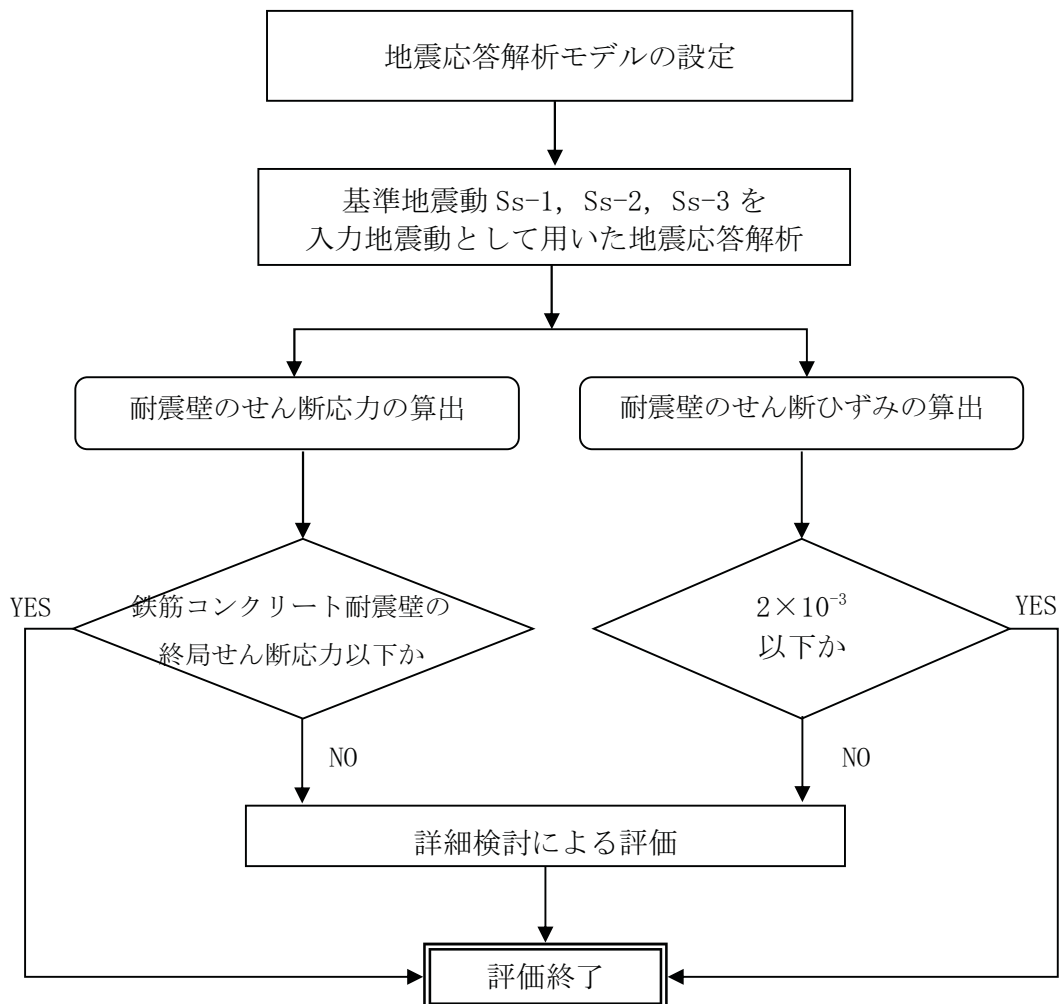 地震応答解析モデルの設定
基準地震動 Ss-1, Ss-2, Ss-3 を
入力地震動として用いた地震応答解析
耐震壁のせん断応力の算出
耐震壁のせん断ひずみの算出
YES
鉄筋コンクリート耐震壁の
終局せん断応力以下か
2×10⁻³
以下か
YES
NO
NO
詳細検討による評価
評価終了